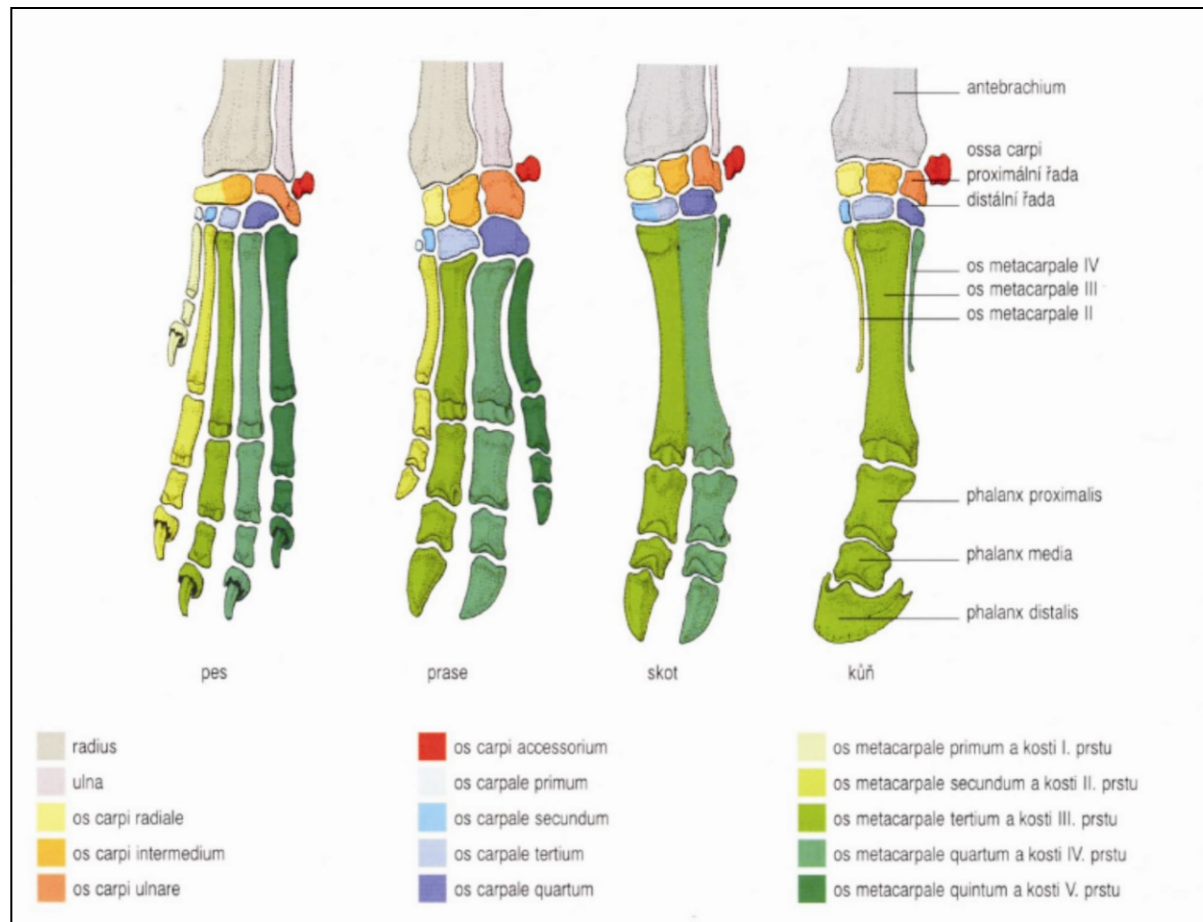 antebrachium
ossa carpi
proximální řada
distální řada
os metacarpale IV
os metacarpale III
os metacarpale II
phalanx proximalis
phalanx media
phalanx distalis
pes
prase
skot
kůň
radius
ulna
os carpi radiale
os carpi intermedium
os carpi ulnare
os carpi accessorium
os carpale primum
os carpale secundum
os carpale tertium
os carpale quartum
os metacarpale primum a kosti I. prstu
os metacarpale secundum a kosti II. prstu
os metacarpale tertium a kosti III. prstu
os metacarpale quartum a kosti IV. prstu
os metacarpale quintum a kosti V. prstu